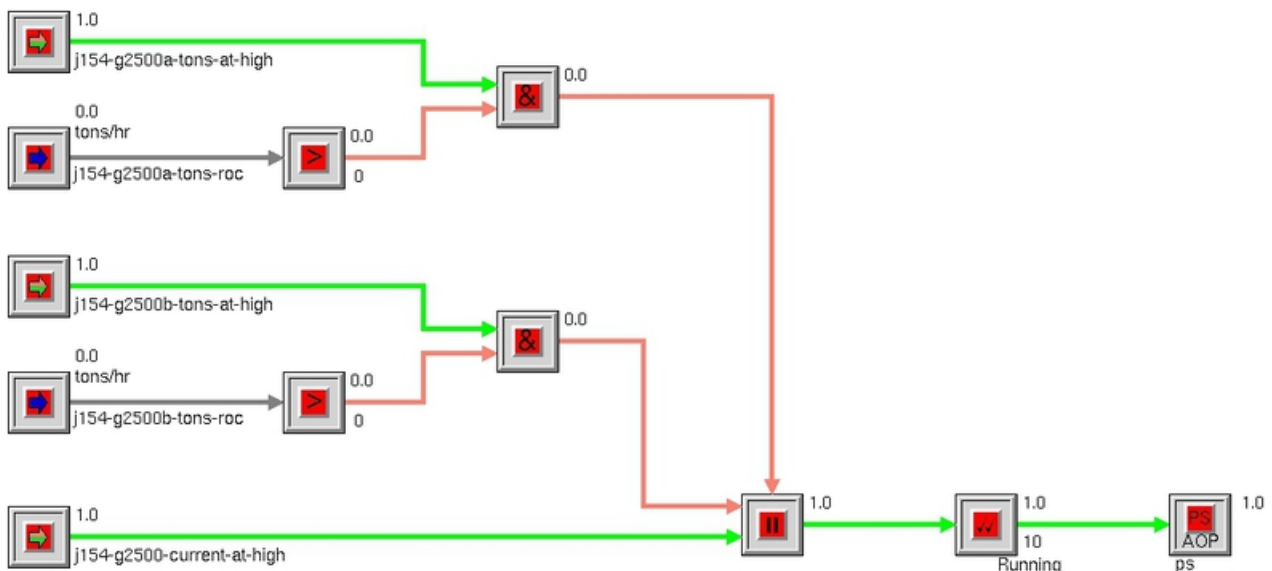 1.0
j154-g2500a-tons-at-high
&
0.0
0.0
tons/hr
j154-g2500a-tons-roc
>
0.0
0
1.0
j154-g2500b-tons-at-high
&
0.0
0.0
tons/hr
j154-g2500b-tons-roc
>
0.0
0
1.0
j154-g2500-current-at-high
1.0
1.0
10
Running
PS
AOP
ps
1.0